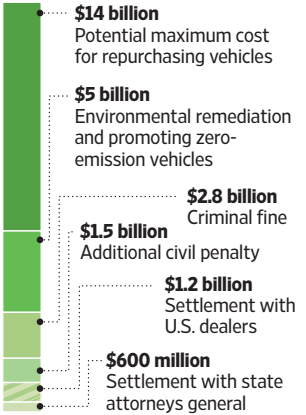 $14 billion
Potential maximum cost
for repurchasing vehicles
$5 billion
Environmental remediation
and promoting zero-
emission vehicles
$2.8 billion
Criminal fine
$1.5 billion
Additional civil penalty
$1.2 billion
Settlement with
U.S. dealers
$600 million
Settlement with state
attorneys general